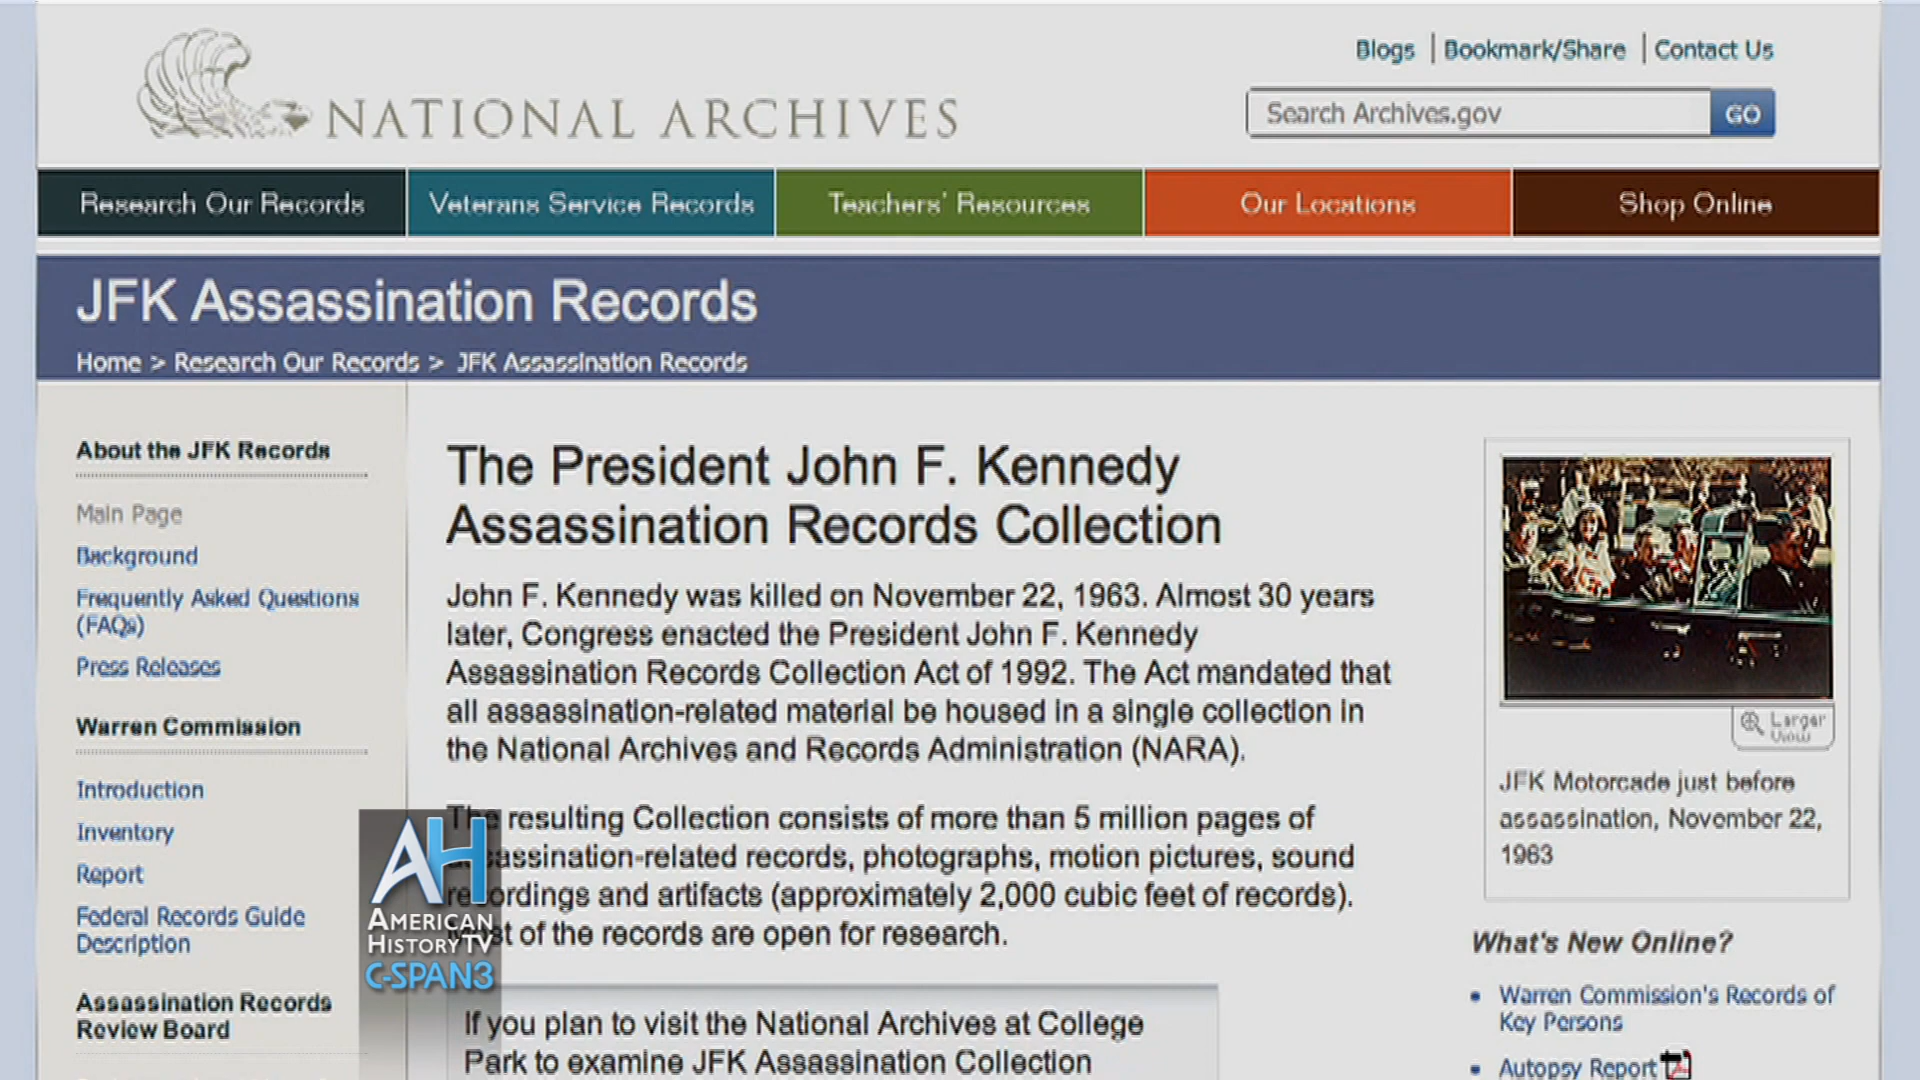 Blogs | Bookmark/Share | Contact Us
NATIONAL ARCHIVES
Search Archives.gov GO
Research Our Records
Veterans Service Records
Teachers' Resources
Our Locations
Shop Online
JFK Assassination Records
Home > Research Our Records > JFK Assassination Records
About the JFK Records
Main Page
Background
Frequently Asked Questions
(FAQs)
Press Releases
Warren Commission
Introduction
Inventory
Report
Federal Records Guide
Description
Assassination Records
Review Board
The President John F. Kennedy
Assassination Records Collection
John F. Kennedy was killed on November 22, 1963. Almost 30 years
later, Congress enacted the President John F. Kennedy
Assassination Records Collection Act of 1992. The Act mandated that
all assassination-related material be housed in a single collection in
the National Archives and Records Administration (NARA).
The resulting Collection consists of more than 5 million pages of
assassination-related records, photographs, motion pictures, sound
recordings and artifacts (approximately 2,000 cubic feet of records).
Most of the records are open for research.
If you plan to visit the National Archives at College
Park to examine JFK Assassination Collection
Larger
View
JFK Motorcade just before
assassination, November 22,
1963
What's New Online?
• Warren Commission's Records of
Key Persons
• Autopsy Report
AH
AMERICAN
HISTORY TV
C-SPAN3